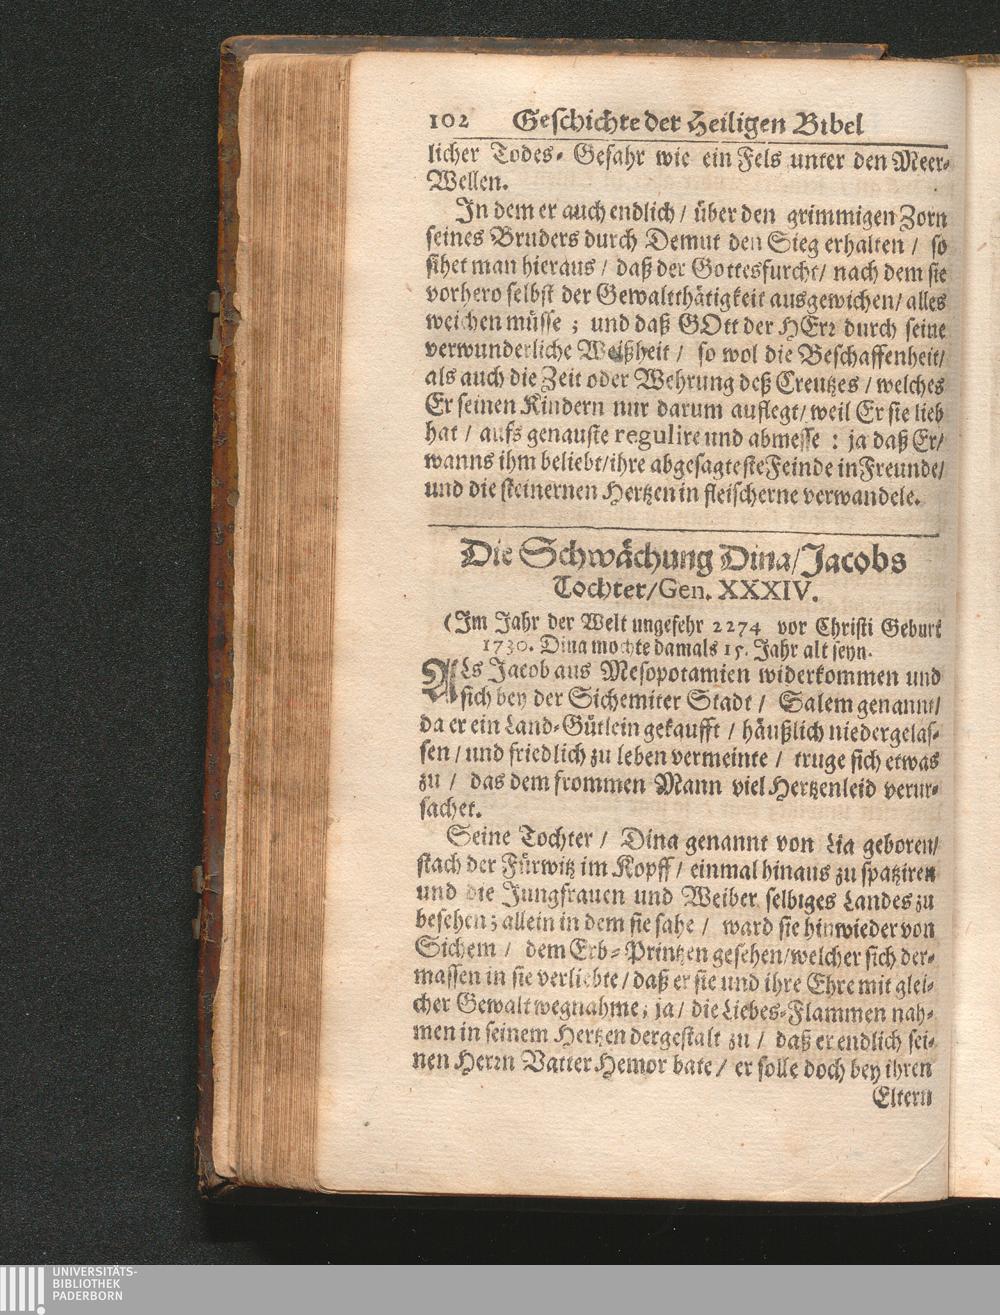 102 Geschichte der Heiligen Bibel
licher Todes- Gefahr wie ein Fels unter den Meer-
Wellen.
In dem er auch endlich / über den grimmigen Zorn
seines Bruders durch Demut den Sieg erhalten / so
sihet man hieraus / daß der Gottesfurcht / nach dem sie
vorhero selbst der Gewaltthätigkeit ausgewichen / alles
weichen müsse ; und daß GOtt der HErr durch seine
verwunderliche Weißheit / so wol die Beschaffenheit /
als auch die Zeit oder Wehrung deß Creutzes / welches
Er seinen Kindern nur darum auflegt / weil Er sie lieb
hat / aufs genauste regulire und abmesse : ja daß Er /
wanns ihm beliebt / ihre abgesagteste Feinde in Freunde /
und die steinernen Hertzen in fleischerne verwandele.
Die Schwächung Dina / Jacobs
Tochter / Gen. XXXIV.
(Im Jahr der Welt ungefehr 2274 vor Christi Geburt
1730. Dina mochte damals 15. Jahr alt seyn.
ALs Jacob aus Mesopotamien widerkommen und
sich bey der Sichemiter Stadt / Salem genannt /
da er ein Land-Gütlein gekaufft / häußlich niedergelas-
sen / und friedlich zu leben vermeinte / truge sich etwas
zu / das dem frommen Mann viel Hertzenleid verur-
sachet.
Seine Tochter / Dina genannt von Lia geboren /
stach der Fürwitz im Kopff / einmal hinaus zu spatziren
und die Jungfrauen und Weiber selbiges Landes zu
besehen ; allein in dem sie sahe / ward sie hinwieder von
Sichem / dem Erb-Printzen gesehen / welcher sich der-
massen in sie verliebte / daß er sie und ihre Ehre mit glei-
cher Gewalt wegnahme ; ja / die Liebes-Flammen nah-
men in seinem Hertzen dergestalt zu / daß er endlich sei-
nen Herrn Vatter Hemor bate / er solle doch bey ihren
Eltern
UNIVERSITÄTS-
BIBLIOTHEK
PADERBORN